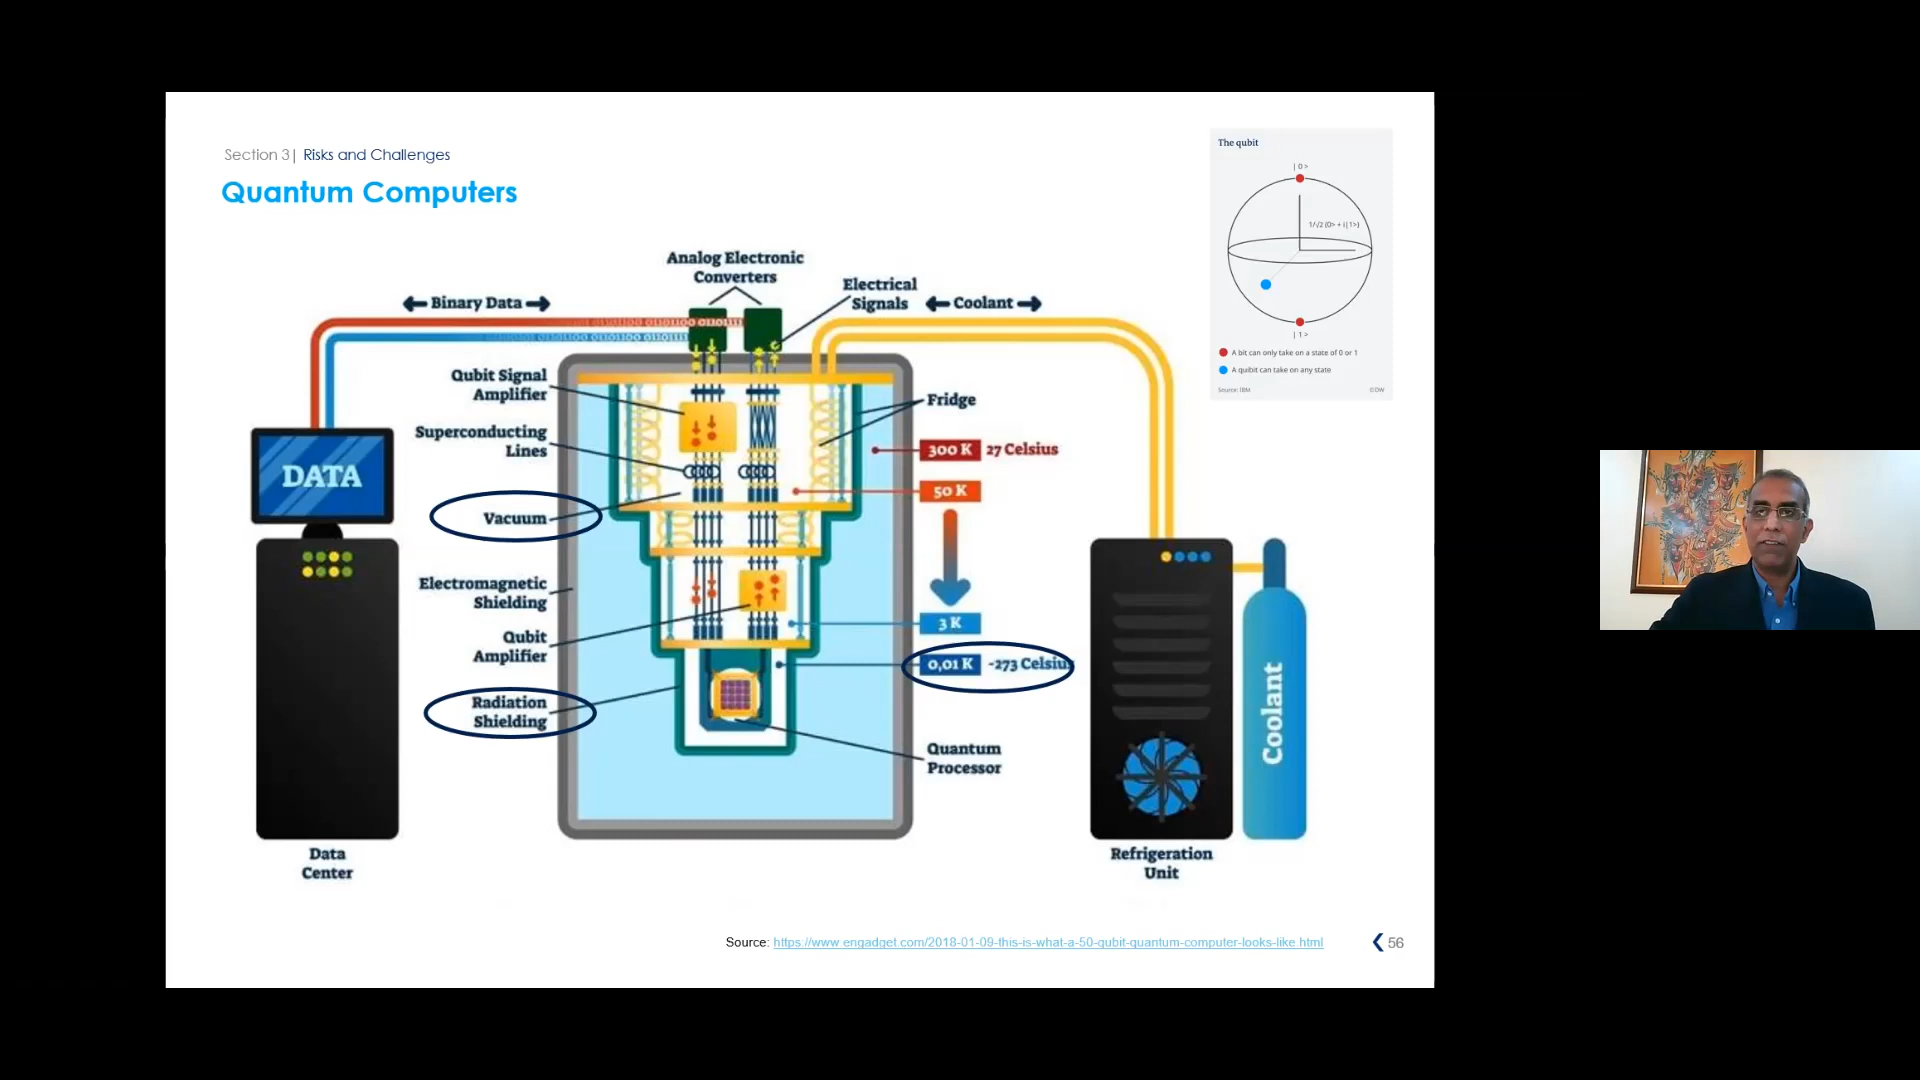 Section 3| Risks and Challenges
Quantum Computers
The qubit
| 0 >
1/√2 (0> + i|1>)
| 1 >
A bit can only take on a state of 0 or 1
A quibit can take on any state
Source: IBM
©DW
Analog Electronic
Converters
Electrical
Signals
Binary Data
Coolant
Qubit Signal
Amplifier
Superconducting
Lines
Vacuum
Electromagnetic
Shielding
Qubit
Amplifier
Radiation
Shielding
Fridge
300 K 27 Celsius
50 K
3 K
0,01 K -273 Celsius
Quantum
Processor
DATA
Data
Center
Coolant
Refrigeration
Unit
Source: https://www.engadget.com/2018-01-09-this-is-what-a-50-qubit-quantum-computer-looks-like.html
56